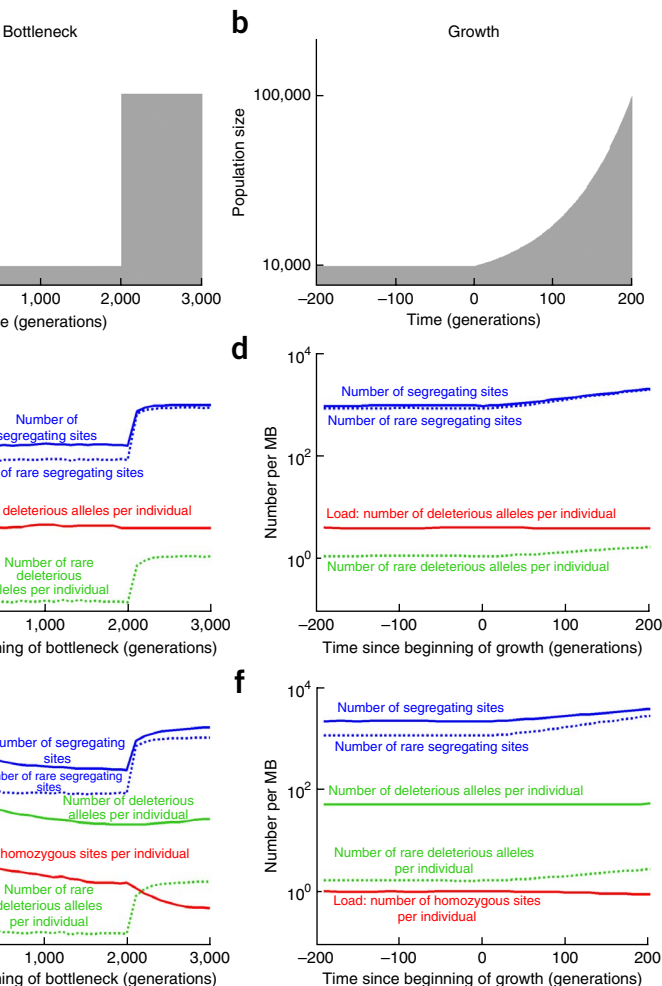 Bottleneck
1,000 2,000 3,000
(generations)
b
Growth
Population size
100,000
10,000
−200 −100 0 100 200
Time (generations)
Number of
segregating sites
of rare segregating sites
deleterious alleles per individual
Number of rare
deleterious
alleles per individual
1,000 2,000 3,000
of bottleneck (generations)
d
Number per MB
10⁴
10²
10⁰
Number of segregating sites
Number of rare segregating sites
Load: number of deleterious alleles per individual
Number of rare deleterious alleles per individual
−200 −100 0 100 200
Time since beginning of growth (generations)
Number of segregating
sites
of rare segregating
sites
Number of deleterious
alleles per individual
homozygous sites per individual
Number of rare
deleterious alleles
per individual
1,000 2,000 3,000
of bottleneck (generations)
f
Number per MB
10⁴
10²
10⁰
Number of segregating sites
Number of rare segregating sites
Number of deleterious alleles per individual
Number of rare deleterious alleles
per individual
Load: number of homozygous sites
per individual
−200 −100 0 100 200
Time since beginning of growth (generations)